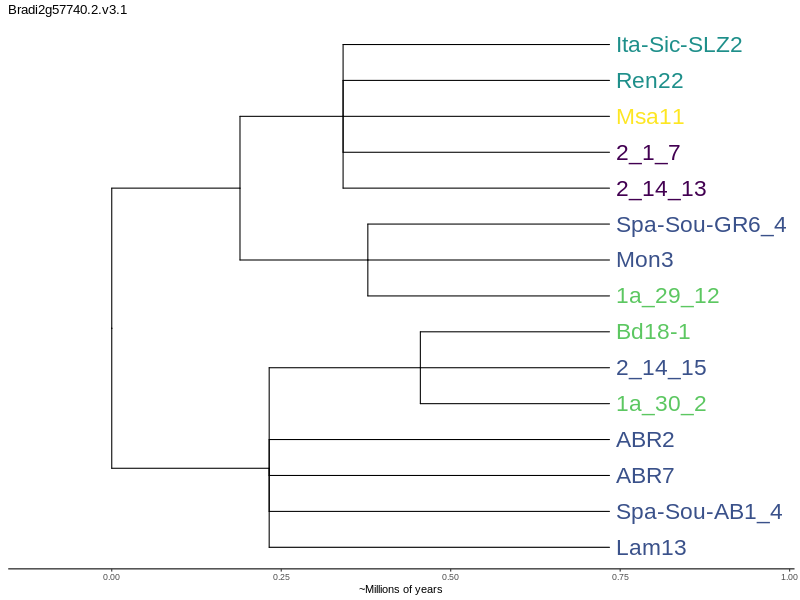 Bradi2g57740.2.v3.1
Ita-Sic-SLZ2
Ren22
Msa11
2_1_7
2_14_13
Spa-Sou-GR6_4
Mon3
1a_29_12
Bd18-1
2_14_15
1a_30_2
ABR2
ABR7
Spa-Sou-AB1_4
Lam13
0.00 0.25 0.50 0.75 1.00
~Millions of years